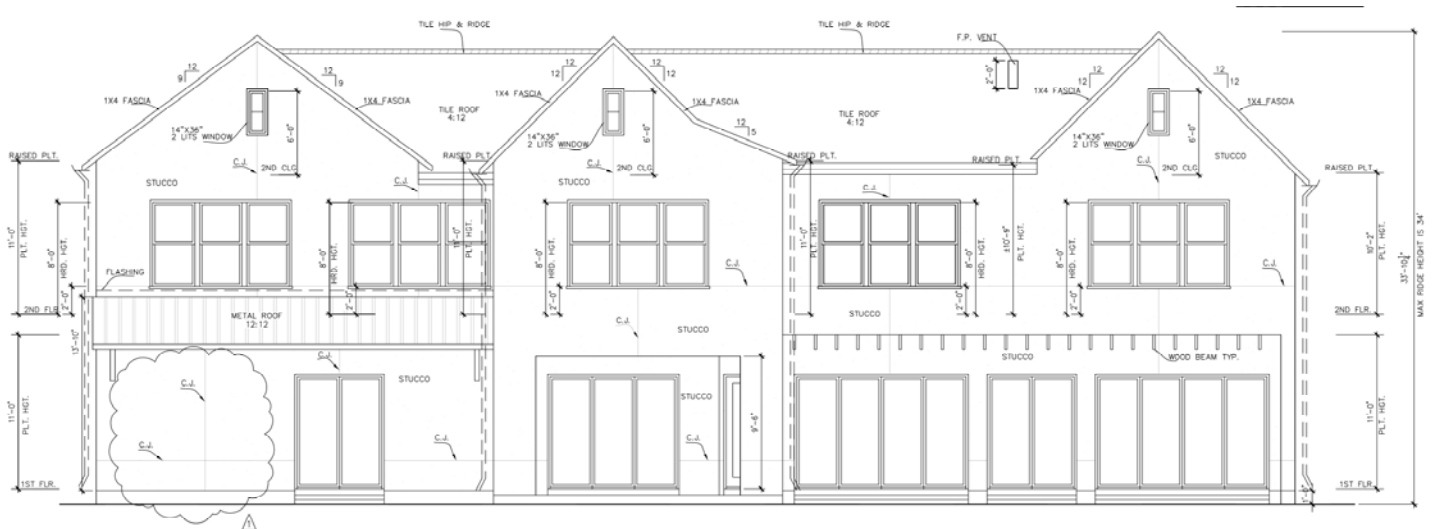 TILE HIP & RIDGE
TILE HIP & RIDGE
F.P. VENT
2'-0"
12
9
12
9
12
12
12
12
12
12
12
12
1X4 FASCIA
1X4 FASCIA
1X4 FASCIA
1X4 FASCIA
1X4 FASCIA
1X4 FASCIA
TILE ROOF
4:12
TILE ROOF
4:12
12
5
14"X36"
2 LITS WINDOW
14"X36"
2 LITS WINDOW
14"X36"
2 LITS WINDOW
6'-0"
6'-0"
6'-0"
RAISED PLT.
RAISED PLT.
RAISED PLT.
RAISED PLT.
RAISED PLT.
C.J.
C.J.
C.J.
C.J.
C.J.
2ND CLG
2ND CLG
2ND CLG
STUCCO
STUCCO
STUCCO
11'-0"
PLT. HGT.
8'-0"
HRD. HGT.
2'-0"
8'-0"
HRD. HGT.
2'-0"
11'-0"
PLT. HGT.
8'-0"
HRD. HGT.
2'-0"
11'-0"
PLT. HGT.
8'-0"
HRD. HGT.
2'-0"
±10'-9"
PLT. HGT.
8'-0"
HRD. HGT.
2'-0"
10'-2"
PLT. HGT.
33'-10¾"
MAX RIDGE HEIGHT IS 34'
FLASHING
C.J.
C.J.
2ND FLR.
METAL ROOF
12:12
STUCCO
STUCCO
2ND FLR.
13'-10"
C.J.
C.J.
STUCCO
WOOD BEAM TYP.
11'-0"
PLT. HGT.
C.J.
STUCCO
STUCCO
9'-6"
11'-0"
PLT. HGT.
C.J.
C.J.
C.J.
1ST FLR.
1ST FLR.
1'-0"
1